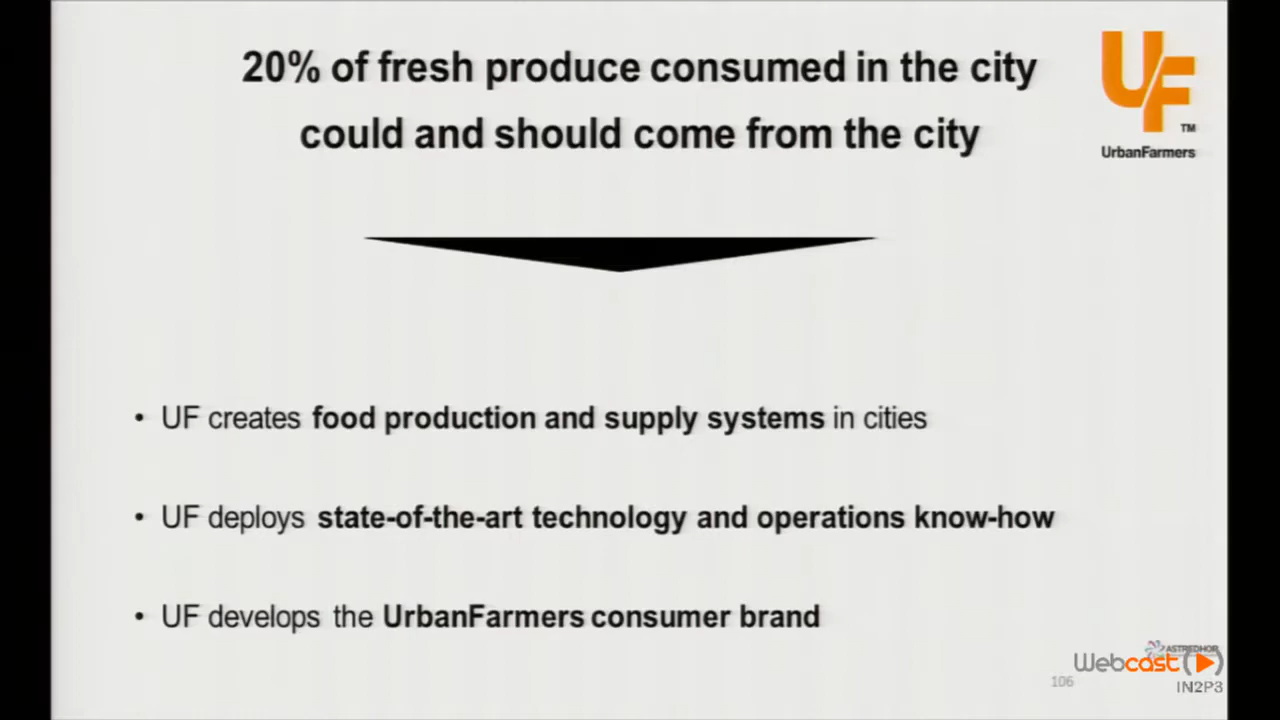 20% of fresh produce consumed in the city
could and should come from the city
UF
TM
UrbanFarmers
• UF creates food production and supply systems in cities
• UF deploys state-of-the-art technology and operations know-how
• UF develops the UrbanFarmers consumer brand
ASTREDHOR
Webcast
106
IN2P3